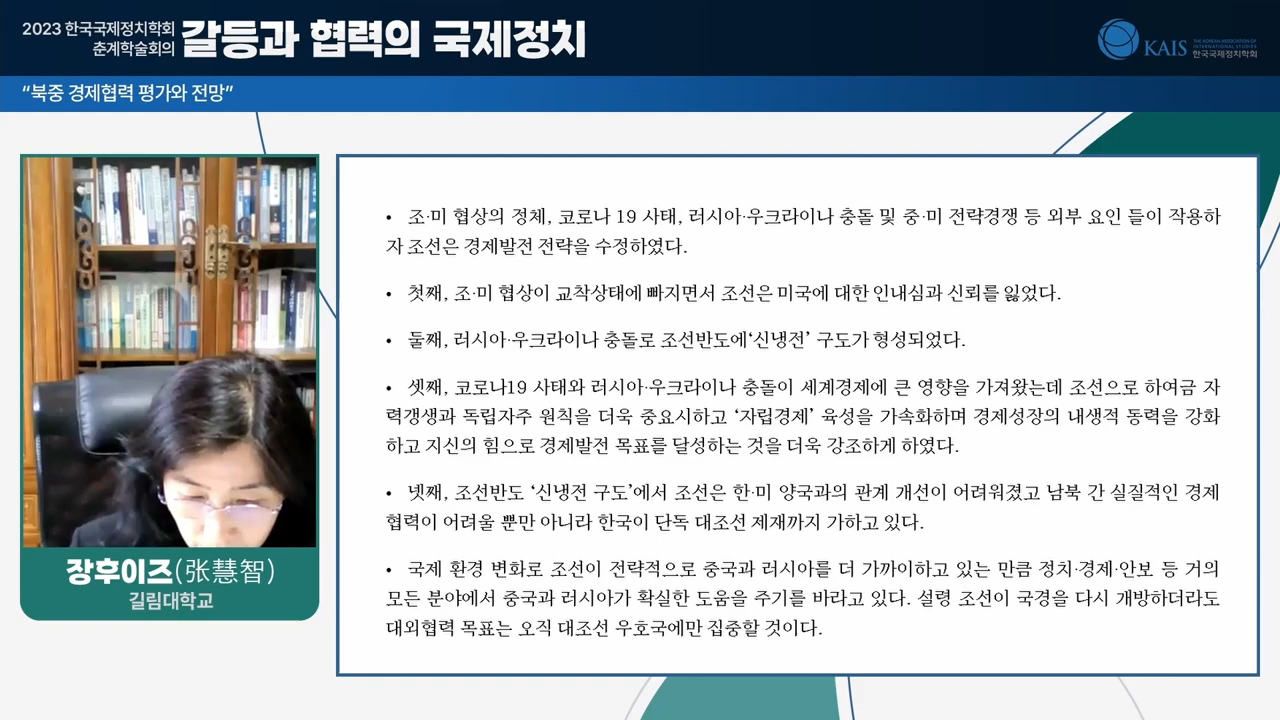 2023 한국국제정치학회
춘계학술회의
갈등과 협력의 국제정치
KAIS
THE KOREAN ASSOCIATION OF
INTERNATIONAL STUDIES
한국국제정치학회
“북중 경제협력 평가와 전망”
• 조·미 협상의 정체, 코로나 19 사태, 러시아·우크라이나 충돌 및 중·미 전략경쟁 등 외부 요인 들이 작용하
자 조선은 경제발전 전략을 수정하였다.
• 첫째, 조·미 협상이 교착상태에 빠지면서 조선은 미국에 대한 인내심과 신뢰를 잃었다.
• 둘째, 러시아·우크라이나 충돌로 조선반도에‘신냉전’ 구도가 형성되었다.
• 셋째, 코로나19 사태와 러시아·우크라이나 충돌이 세계경제에 큰 영향을 가져왔는데 조선으로 하여금 자
력갱생과 독립자주 원칙을 더욱 중요시하고 ‘자립경제’ 육성을 가속화하며 경제성장의 내생적 동력을 강화
하고 지신의 힘으로 경제발전 목표를 달성하는 것을 더욱 강조하게 하였다.
• 넷째, 조선반도 ‘신냉전 구도’에서 조선은 한·미 양국과의 관계 개선이 어려워졌고 남북 간 실질적인 경제
협력이 어려울 뿐만 아니라 한국이 단독 대조선 제재까지 가하고 있다.
• 국제 환경 변화로 조선이 전략적으로 중국과 러시아를 더 가까이하고 있는 만큼 정치·경제·안보 등 거의
모든 분야에서 중국과 러시아가 확실한 도움을 주기를 바라고 있다. 설령 조선이 국경을 다시 개방하더라도
대외협력 목표는 오직 대조선 우호국에만 집중할 것이다.
장후이즈(张慧智)
길림대학교